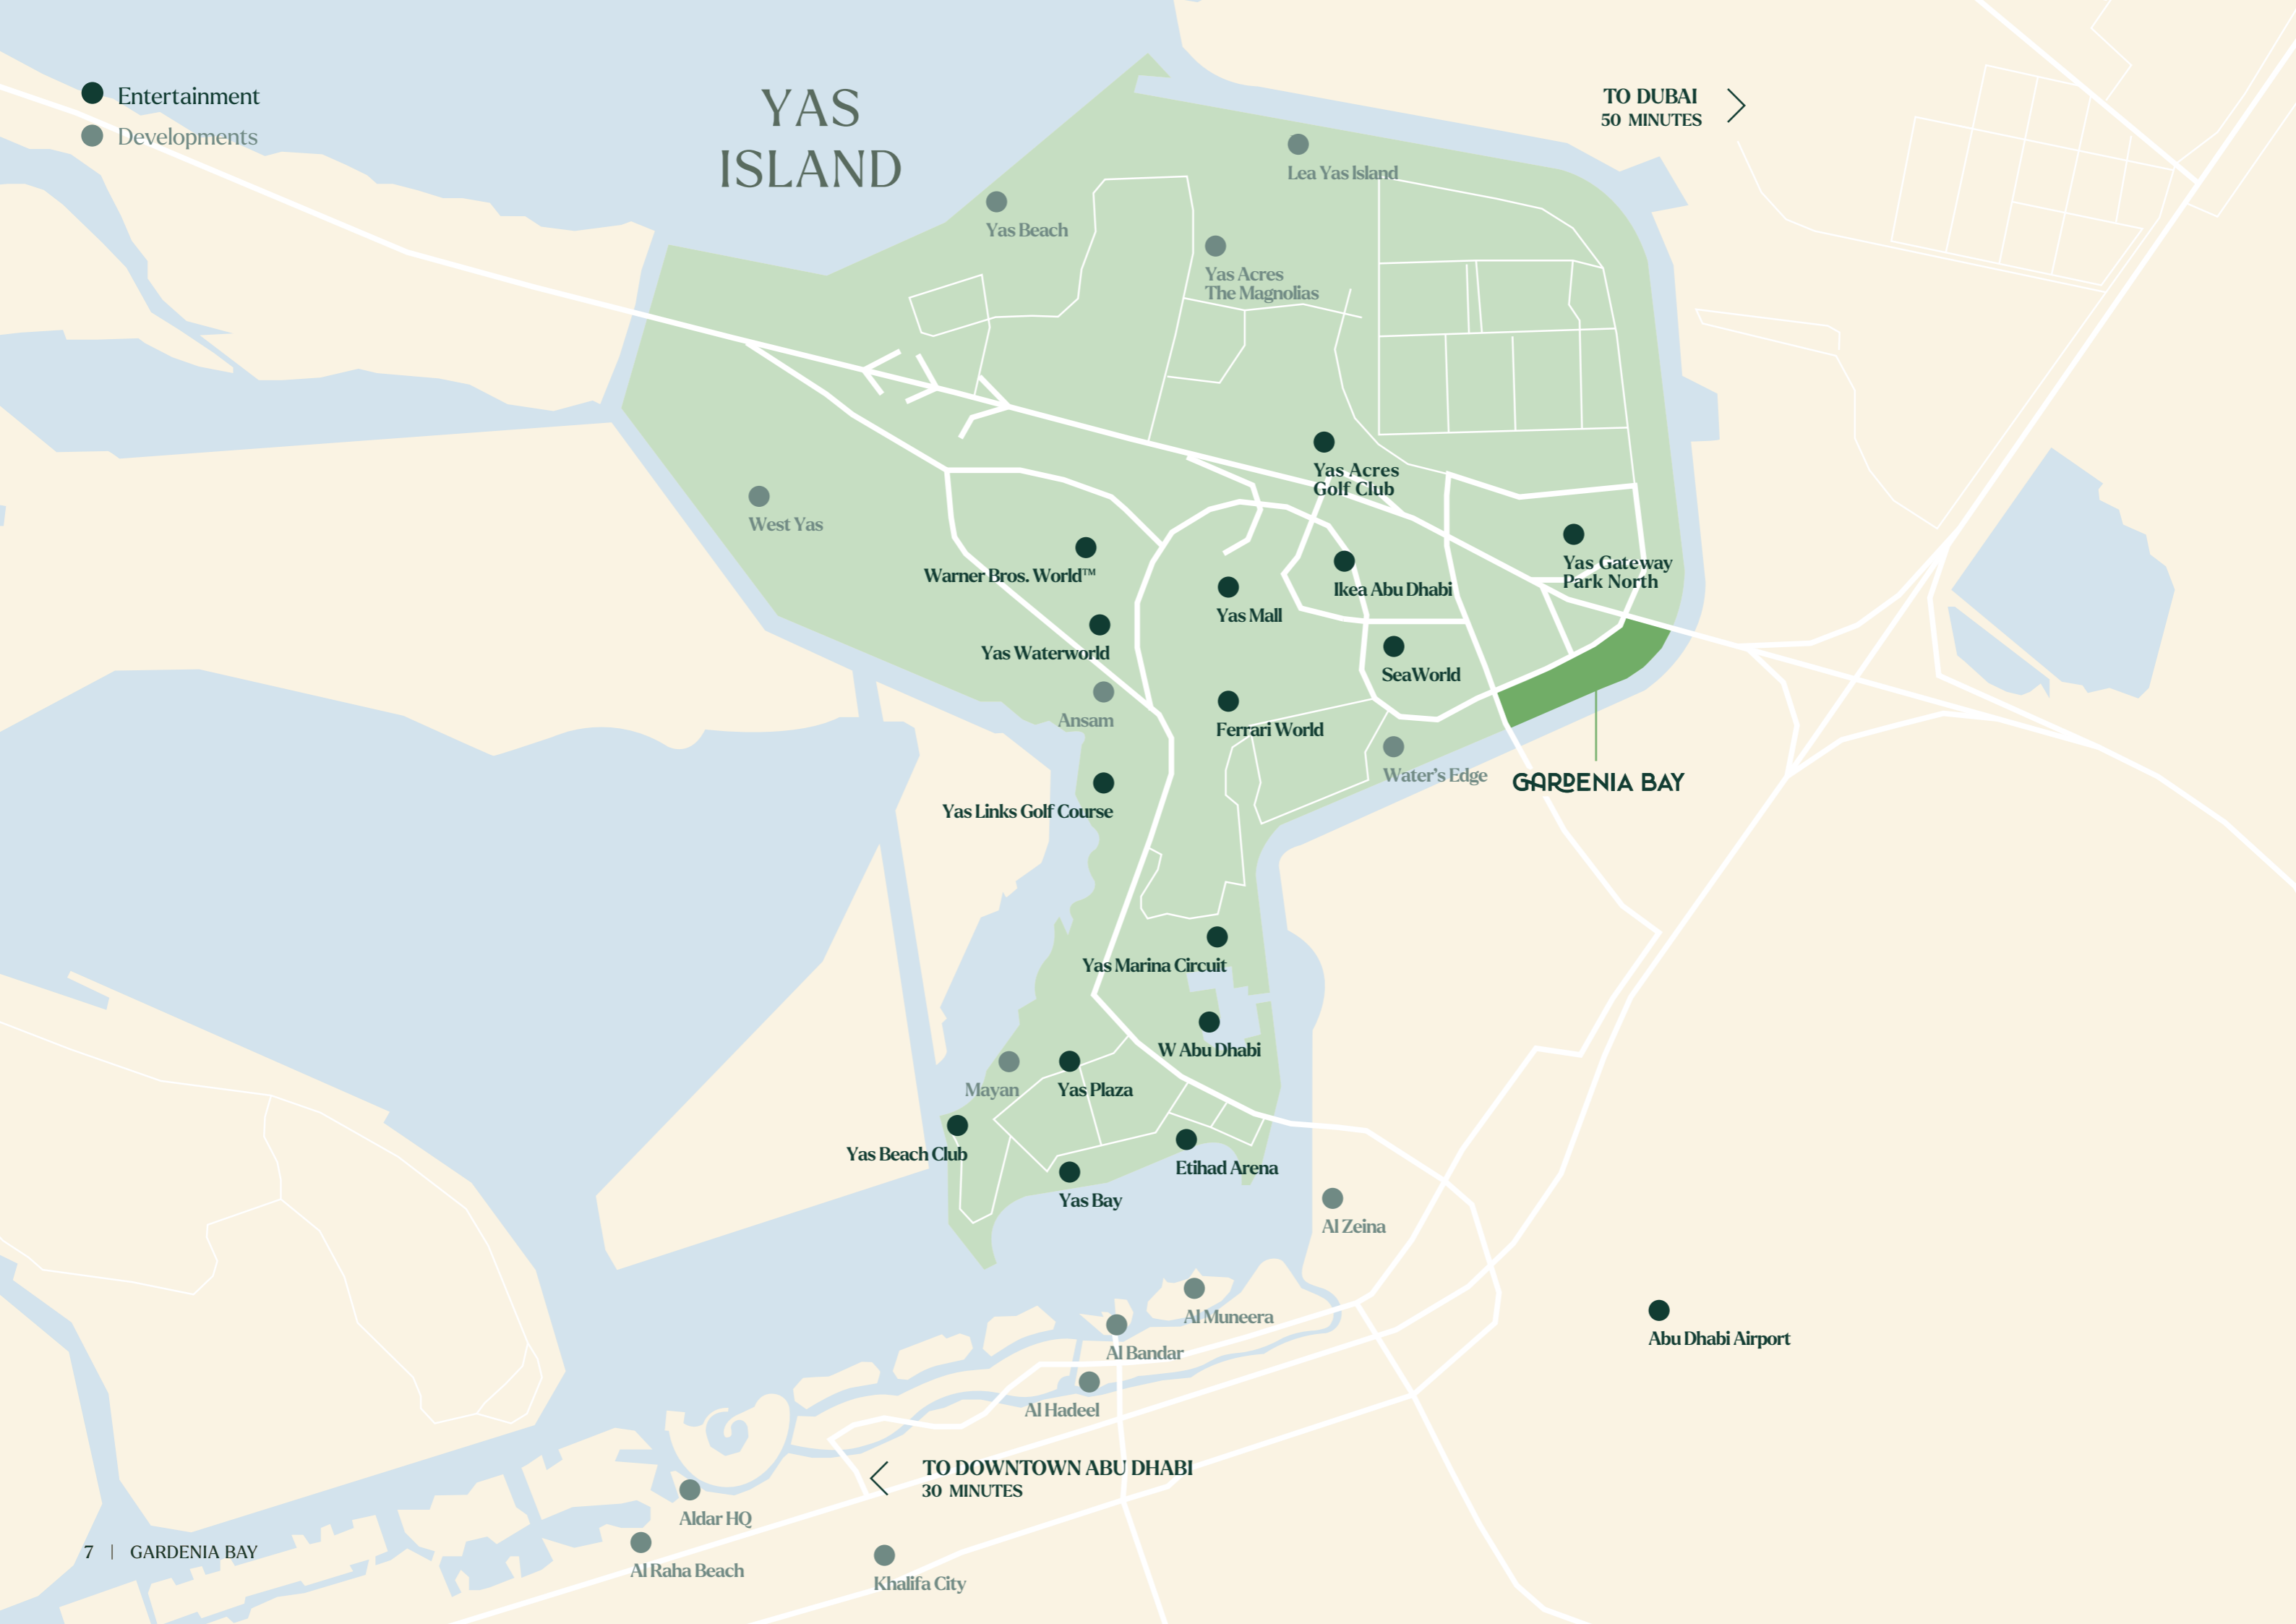 Entertainment
Developments
YAS
ISLAND
TO DUBAI
50 MINUTES
Lea Yas Island
Yas Beach
Yas Acres
The Magnolias
Yas Acres
Golf Club
West Yas
Yas Gateway
Park North
Warner Bros. World™
Ikea Abu Dhabi
Yas Mall
Yas Waterworld
SeaWorld
Ansam
Ferrari World
Water's Edge
GARDENIA BAY
Yas Links Golf Course
Yas Marina Circuit
W Abu Dhabi
Mayan
Yas Plaza
Yas Beach Club
Etihad Arena
Yas Bay
Al Zeina
Al Muneera
Abu Dhabi Airport
Al Bandar
Al Hadeel
TO DOWNTOWN ABU DHABI
30 MINUTES
Aldar HQ
Al Raha Beach
Khalifa City
7 | GARDENIA BAY